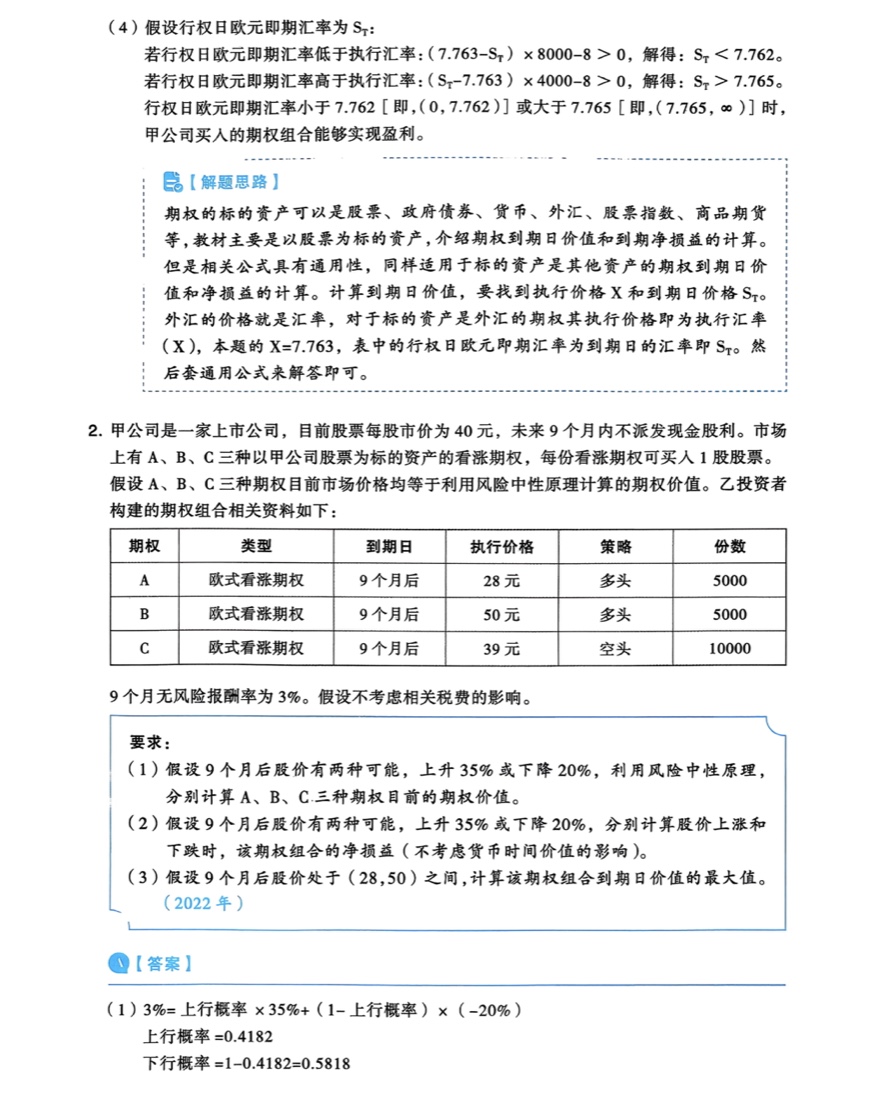 （4）假设行权日欧元即期汇率为 S_T：
若行权日欧元即期汇率低于执行汇率：（7.763–S_T）×8000–8＞0，解得：S_T＜7.762。
若行权日欧元即期汇率高于执行汇率：（S_T–7.763）×4000–8＞0，解得：S_T＞7.765。
行权日欧元即期汇率小于 7.762［即，（0，7.762）］或大于 7.765［即，（7.765，∞）］时，
甲公司买入的期权组合能够实现盈利。
【解题思路】
期权的标的资产可以是股票、政府债券、货币、外汇、股票指数、商品期货
等，教材主要是以股票为标的资产，介绍期权到期日价值和到期净损益的计算。
但是相关公式具有通用性，同样适用于标的资产是其他资产的期权到期日价
值和净损益的计算。计算到期日价值，要找到执行价格 X 和到期日价格 S_T。
外汇的价格就是汇率，对于标的资产是外汇的期权其执行价格即为执行汇率
（X），本题的 X=7.763，表中的行权日欧元即期汇率为到期日的汇率即 S_T。然
后套通用公式来解答即可。
2. 甲公司是一家上市公司，目前股票每股市价为 40 元，未来 9 个月内不派发现金股利。市场
上有 A、B、C 三种以甲公司股票为标的资产的看涨期权，每份看涨期权可买入 1 股股票。
假设 A、B、C 三种期权目前市场价格均等于利用风险中性原理计算的期权价值。乙投资者
构建的期权组合相关资料如下：
期权 类型 到期日 执行价格 策略 份数
A 欧式看涨期权 9 个月后 28 元 多头 5000
B 欧式看涨期权 9 个月后 50 元 多头 5000
C 欧式看涨期权 9 个月后 39 元 空头 10000
9 个月无风险报酬率为 3%。假设不考虑相关税费的影响。
要求：
（1）假设 9 个月后股价有两种可能，上升 35% 或下降 20%，利用风险中性原理，
分别计算 A、B、C 三种期权目前的期权价值。
（2）假设 9 个月后股价有两种可能，上升 35% 或下降 20%，分别计算股价上涨和
下跌时，该期权组合的净损益（不考虑货币时间价值的影响）。
（3）假设 9 个月后股价处于（28,50）之间，计算该期权组合到期日价值的最大值。
（2022 年）
【答案】
（1）3%= 上行概率 ×35%+（1– 上行概率）×（–20%）
上行概率 =0.4182
下行概率 =1–0.4182=0.5818